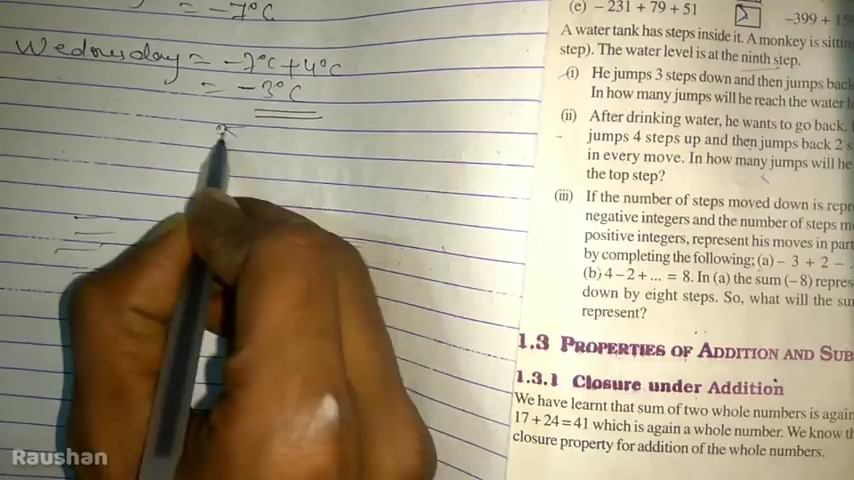 = -7°C
Wednesday = -7°C + 4°C
= -3°C
(e) – 231 + 79 + 51
–399 + 15
A water tank has steps inside it. A monkey is sittin
step). The water level is at the ninth step.
(i) He jumps 3 steps down and then jumps back
In how many jumps will he reach the water l
(ii) After drinking water, he wants to go back.
jumps 4 steps up and then jumps back 2 s
in every move. In how many jumps will he
the top step?
(iii) If the number of steps moved down is repr
negative integers and the number of steps m
positive integers, represent his moves in part
by completing the following; (a) – 3 + 2 –
(b) 4 – 2 + ... = 8. In (a) the sum (– 8) repres
down by eight steps. So, what will the su
represent?
1.3 PROPERTIES OF ADDITION AND SUB
1.3.1 Closure under Addition
We have learnt that sum of two whole numbers is again
17 + 24 = 41 which is again a whole number. We know th
closure property for addition of the whole numbers.
Raushan